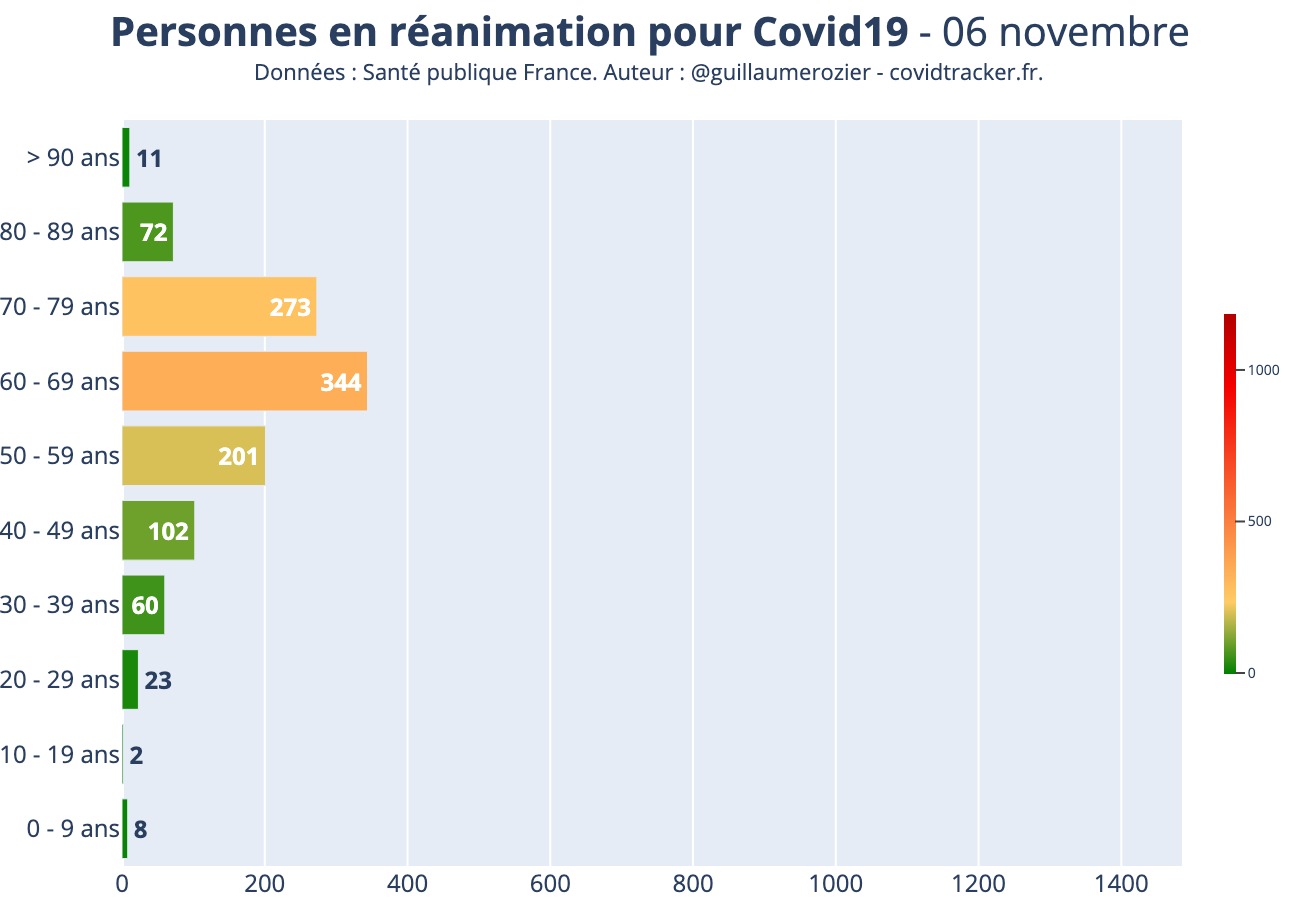 Personnes en réanimation pour Covid19 - 06 novembre
Données : Santé publique France. Auteur : @guillaumerozier - covidtracker.fr.
> 90 ans 11
80 - 89 ans 72
70 - 79 ans 273
60 - 69 ans 344
50 - 59 ans 201
40 - 49 ans 102
30 - 39 ans 60
20 - 29 ans 23
10 - 19 ans 2
0 - 9 ans 8
0 200 400 600 800 1000 1200 1400
1000
500
0